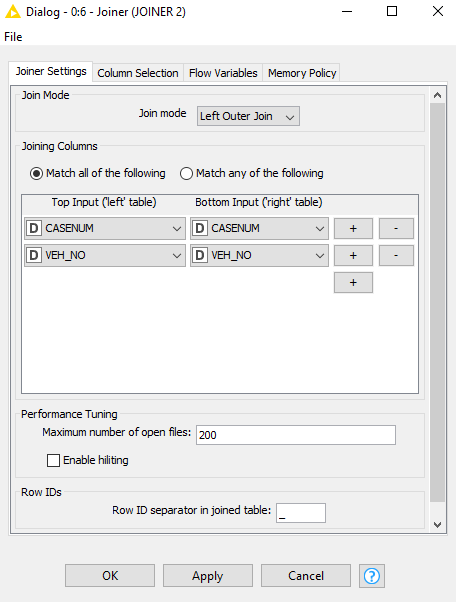 Dialog - 0:6 - Joiner (JOINER 2)
File
Joiner Settings Column Selection Flow Variables Memory Policy
Join Mode
Join mode Left Outer Join
Joining Columns
Match all of the following Match any of the following
Top Input ('left' table) Bottom Input ('right' table)
D CASENUM D CASENUM + -
D VEH_NO D VEH_NO + -
+
Performance Tuning
Maximum number of open files: 200
Enable hiliting
Row IDs
Row ID separator in joined table: _
OK Apply Cancel ?